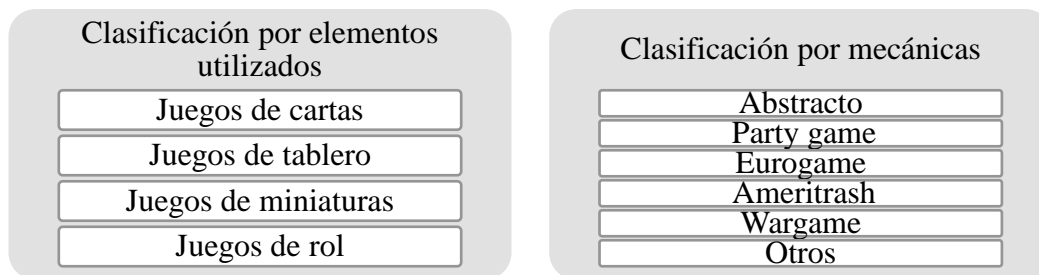 Clasificación por elementos
utilizados
Juegos de cartas
Juegos de tablero
Juegos de miniaturas
Juegos de rol
Clasificación por mecánicas
Abstracto
Party game
Eurogame
Ameritrash
Wargame
Otros